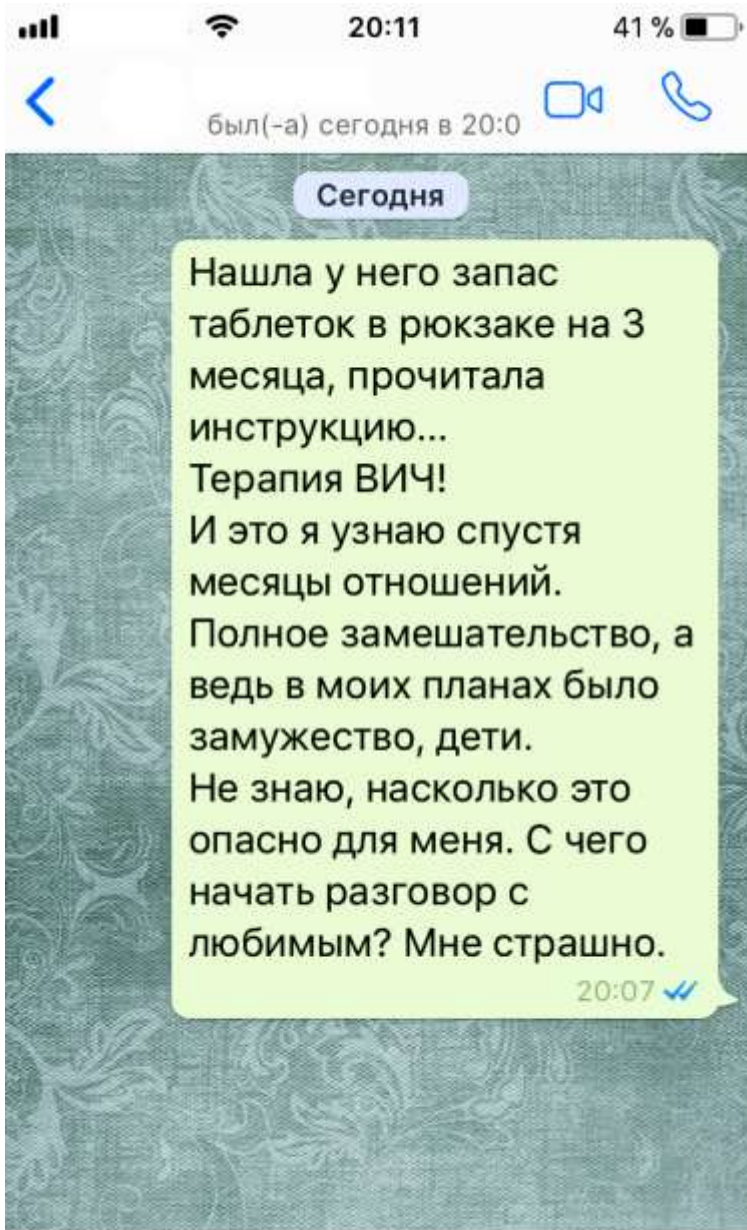 20:11
41 %
был(-а) сегодня в 20:0
Сегодня
Нашла у него запас
таблеток в рюкзаке на 3
месяца, прочитала
инструкцию...
Терапия ВИЧ!
И это я узнаю спустя
месяцы отношений.
Полное замешательство, а
ведь в моих планах было
замужество, дети.
Не знаю, насколько это
опасно для меня. С чего
начать разговор с
любимым? Мне страшно.
20:07